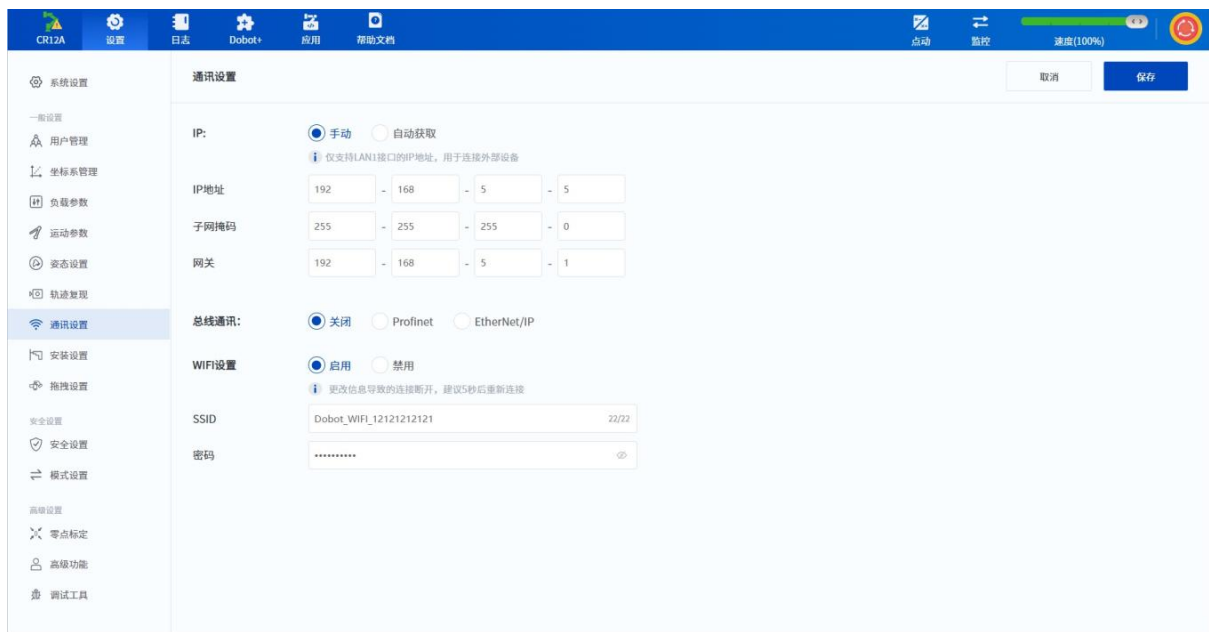 CR12A 设置 日志 Dobot+ 应用 帮助文档 点动 监控 速度(100%)
系统设置
一般设置
用户管理
坐标系管理
负载参数
运动参数
姿态设置
轨迹复现
通讯设置
安装设置
拖拽设置
安全设置
安全设置
模式设置
高级设置
零点标定
高级功能
调试工具
通讯设置 取消 保存
IP: 手动 自动获取
仅支持LAN1接口的IP地址，用于连接外部设备
IP地址 192 - 168 - 5 - 5
子网掩码 255 - 255 - 255 - 0
网关 192 - 168 - 5 - 1
总线通讯: 关闭 Profinet EtherNet/IP
WIFI设置 启用 禁用
更改信息导致的连接断开，建议5秒后重新连接
SSID Dobot_WIFI_12121212121 22/22
密码 ••••••••••